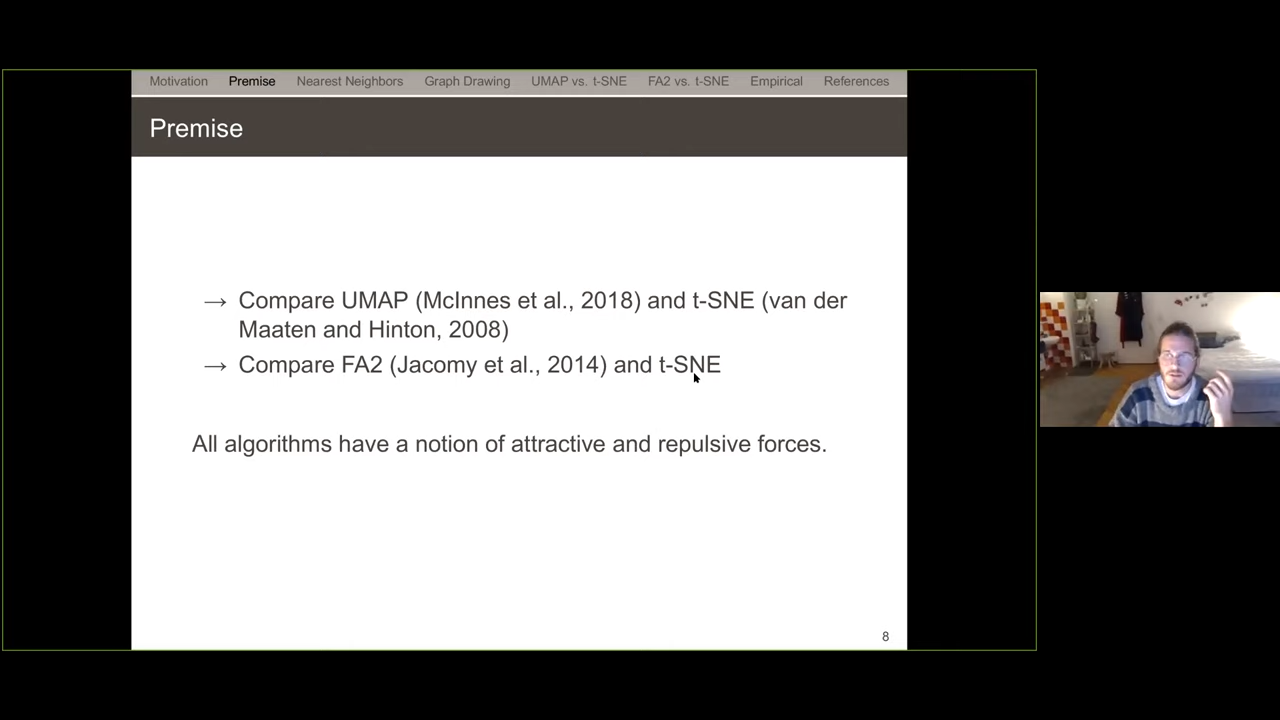 Motivation Premise Nearest Neighbors Graph Drawing UMAP vs. t-SNE FA2 vs. t-SNE Empirical References
Premise
→ Compare UMAP (McInnes et al., 2018) and t-SNE (van der
Maaten and Hinton, 2008)
→ Compare FA2 (Jacomy et al., 2014) and t-SNE
All algorithms have a notion of attractive and repulsive forces.
8